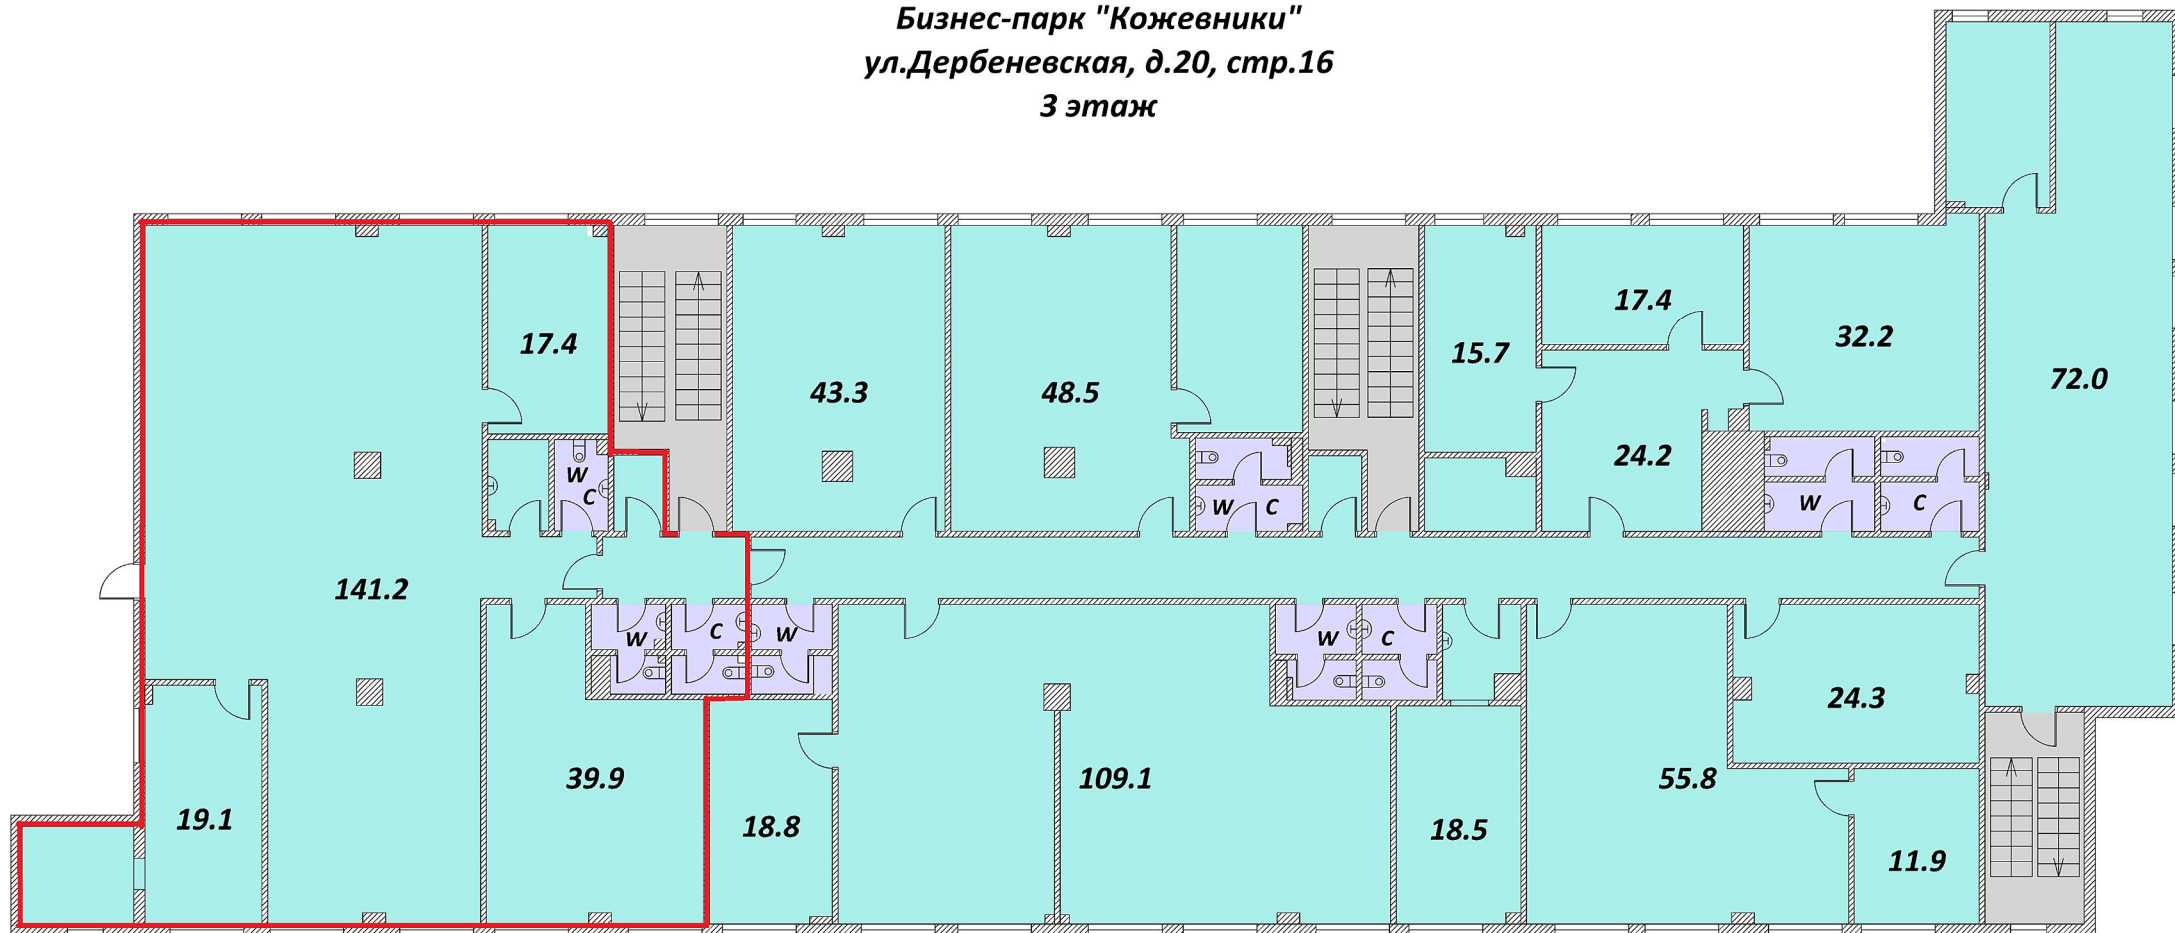 Бизнес-парк "Кожевники"
ул.Дербеневская, д.20, стр.16
3 этаж
17.4
43.3
48.5
15.7
17.4
32.2
72.0
24.2
W
C
W
C
W
C
141.2
W
C
W
W
C
24.3
39.9
109.1
55.8
19.1
18.8
18.5
11.9